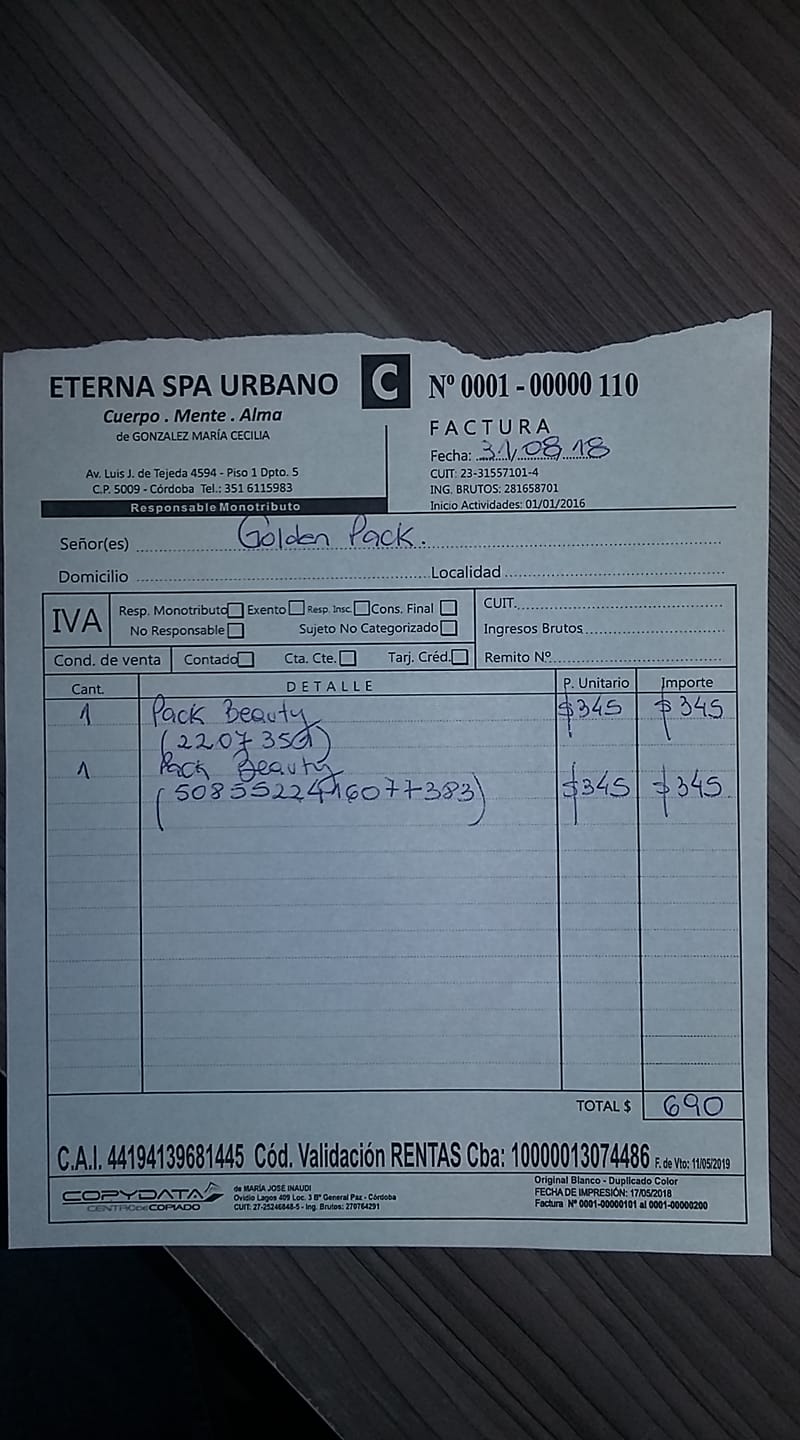 ETERNA SPA URBANO
Cuerpo . Mente . Alma
de GONZALEZ MARÍA CECILIA
Av. Luis J. de Tejeda 4594 - Piso 1 Dpto. 5
C.P. 5009 - Córdoba Tel.: 351 6115983
Responsable Monotributo
C
Nº 0001 - 00000 110
FACTURA
Fecha: 31/08/18
CUIT: 23-31557101-4
ING. BRUTOS: 281658701
Inicio Actividades: 01/01/2016
Señor(es) Golden Pack.
Domicilio Localidad
IVA Resp. Monotributo Exento Resp. Insc. Cons. Final
No Responsable Sujeto No Categorizado
CUIT.
Ingresos Brutos
Cond. de venta Contado Cta. Cte. Tarj. Créd. Remito Nº
Cant. DETALLE P. Unitario Importe
1 Pack Beauty $345 $345
1 Pack Beauty
(5085522416077383) $345 $345
TOTAL $ 690
C.A.I. 44194139681445 Cód. Validación RENTAS Cba: 10000013074486 F. de Vto: 11/05/2019
COPYDATA
CENTRO DE COPIADO
de MARÍA JOSÉ INAUDI
Ovidio Lagos 409 Loc. 3 Bº General Paz - Córdoba
CUIT: 27-25246848-5 - Ing. Brutos: 270764291
Original Blanco - Duplicado Color
FECHA DE IMPRESIÓN: 17/05/2018
Factura Nº 0001-00000101 al 0001-00000200